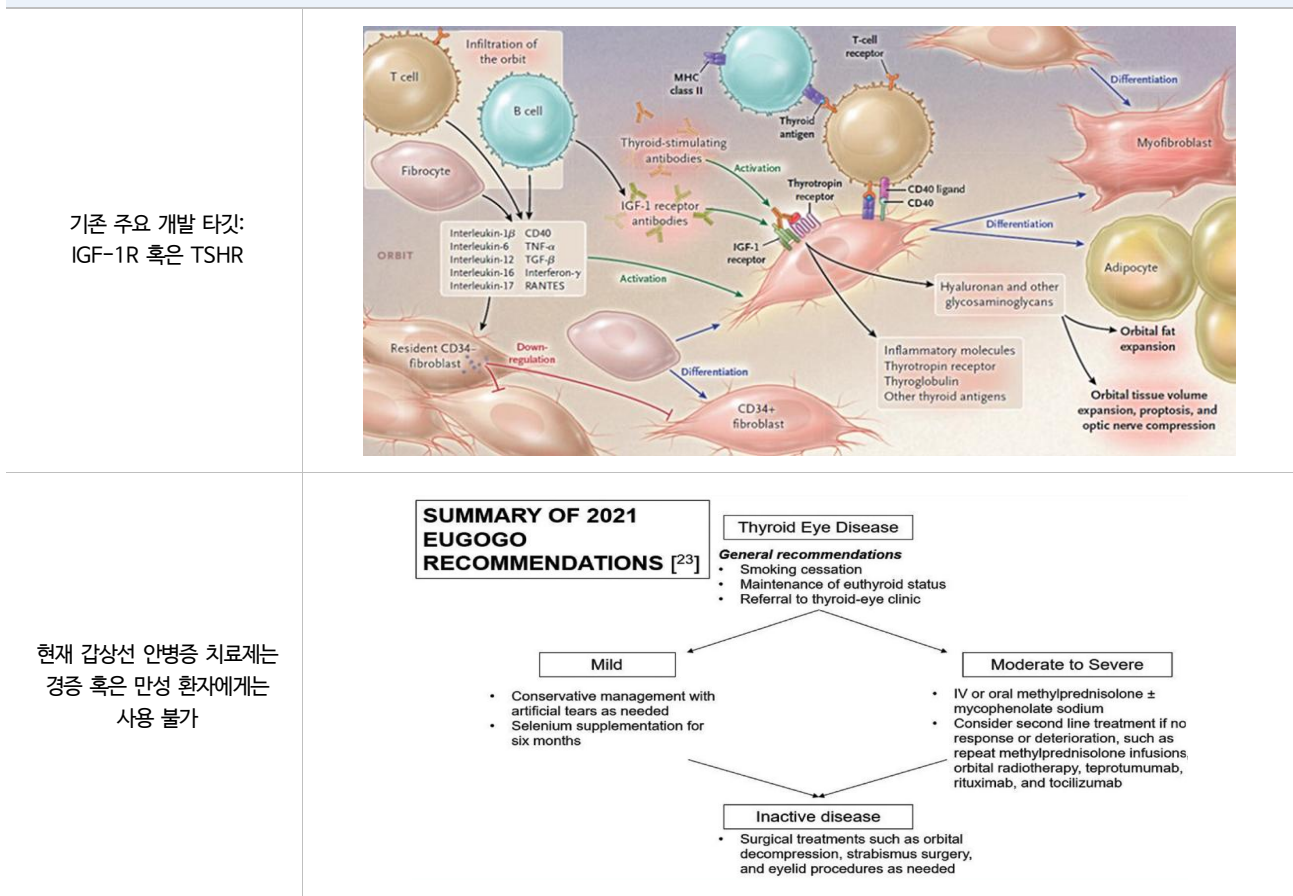 기존 주요 개발 타깃:
IGF-1R 혹은 TSHR
T cell
Infiltration of
the orbit
B cell
Fibrocyte
MHC
class II
Thyroid
antigen
T-cell
receptor
Differentiation
Myofibroblast
Thyroid-stimulating
antibodies
Activation
Thyrotropin
receptor
CD40 ligand
CD40
IGF-1 receptor
antibodies
IGF-1
receptor
Differentiation
Adipocyte
ORBIT
Interleukin-1β CD40
Interleukin-6 TNF-α
Interleukin-12 TGF-β
Interleukin-16 Interferon-γ
Interleukin-17 RANTES
Activation
Hyaluronan and other
glycosaminoglycans
Orbital fat
expansion
Resident CD34-
fibroblast
Down-
regulation
Differentiation
CD34+
fibroblast
Inflammatory molecules
Thyrotropin receptor
Thyroglobulin
Other thyroid antigens
Orbital tissue volume
expansion, proptosis, and
optic nerve compression
현재 갑상선 안병증 치료제는
경증 혹은 만성 환자에게는
사용 불가
SUMMARY OF 2021
EUGOGO
RECOMMENDATIONS [23]
Thyroid Eye Disease
General recommendations
• Smoking cessation
• Maintenance of euthyroid status
• Referral to thyroid-eye clinic
Mild
• Conservative management with
artificial tears as needed
• Selenium supplementation for
six months
Moderate to Severe
• IV or oral methylprednisolone ±
mycophenolate sodium
• Consider second line treatment if no
response or deterioration, such as
repeat methylprednisolone infusions,
orbital radiotherapy, teprotumumab,
rituximab, and tocilizumab
Inactive disease
• Surgical treatments such as orbital
decompression, strabismus surgery,
and eyelid procedures as needed